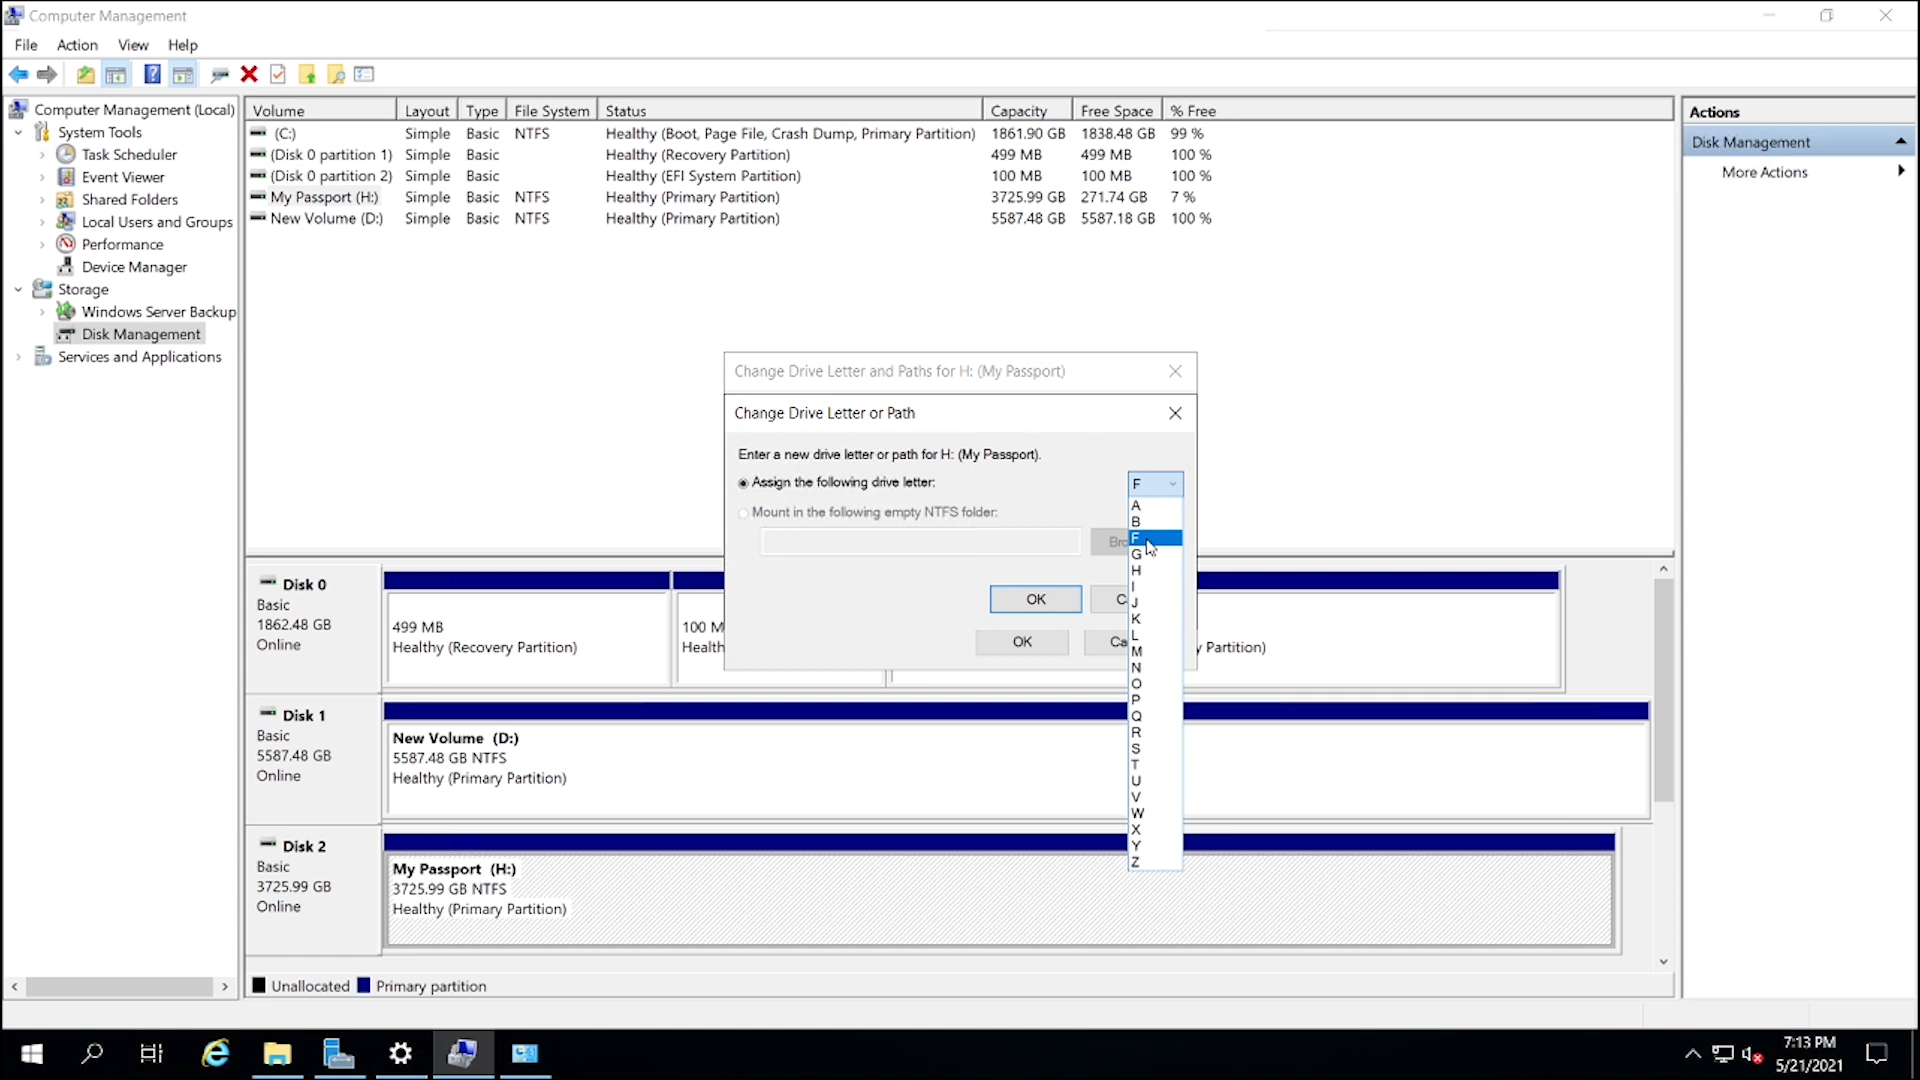 Computer Management
File Action View Help
Computer Management (Local)
System Tools
Task Scheduler
Event Viewer
Shared Folders
Local Users and Groups
Performance
Device Manager
Storage
Windows Server Backup
Disk Management
Services and Applications
Volume Layout Type File System Status Capacity Free Space % Free
(C:) Simple Basic NTFS Healthy (Boot, Page File, Crash Dump, Primary Partition) 1861.90 GB 1838.48 GB 99 %
(Disk 0 partition 1) Simple Basic Healthy (Recovery Partition) 499 MB 499 MB 100 %
(Disk 0 partition 2) Simple Basic Healthy (EFI System Partition) 100 MB 100 MB 100 %
My Passport (H:) Simple Basic NTFS Healthy (Primary Partition) 3725.99 GB 271.74 GB 7 %
New Volume (D:) Simple Basic NTFS Healthy (Primary Partition) 5587.48 GB 5587.18 GB 100 %
Actions
Disk Management
More Actions
Change Drive Letter and Paths for H: (My Passport)
Change Drive Letter or Path
Enter a new drive letter or path for H: (My Passport).
Assign the following drive letter:
F
Mount in the following empty NTFS folder:
Bro
OK C
OK Ca
A
B
F
G
H
I
J
K
L
M
N
O
P
Q
R
S
T
U
V
W
X
Y
Z
Disk 0
Basic
1862.48 GB
Online
499 MB
Healthy (Recovery Partition)
100 M
Health
y Partition)
Disk 1
Basic
5587.48 GB
Online
New Volume (D:)
5587.48 GB NTFS
Healthy (Primary Partition)
Disk 2
Basic
3725.99 GB
Online
My Passport (H:)
3725.99 GB NTFS
Healthy (Primary Partition)
Unallocated Primary partition
7:13 PM
5/21/2021